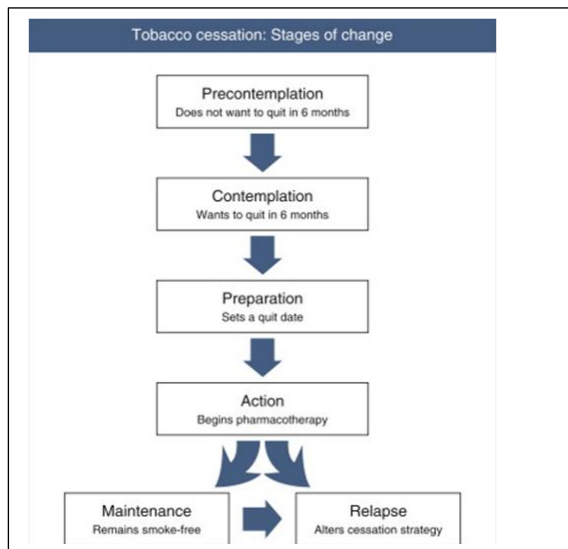 Tobacco cessation: Stages of change
Precontemplation
Does not want to quit in 6 months
Contemplation
Wants to quit in 6 months
Preparation
Sets a quit date
Action
Begins pharmacotherapy
Maintenance
Remains smoke-free
Relapse
Alters cessation strategy